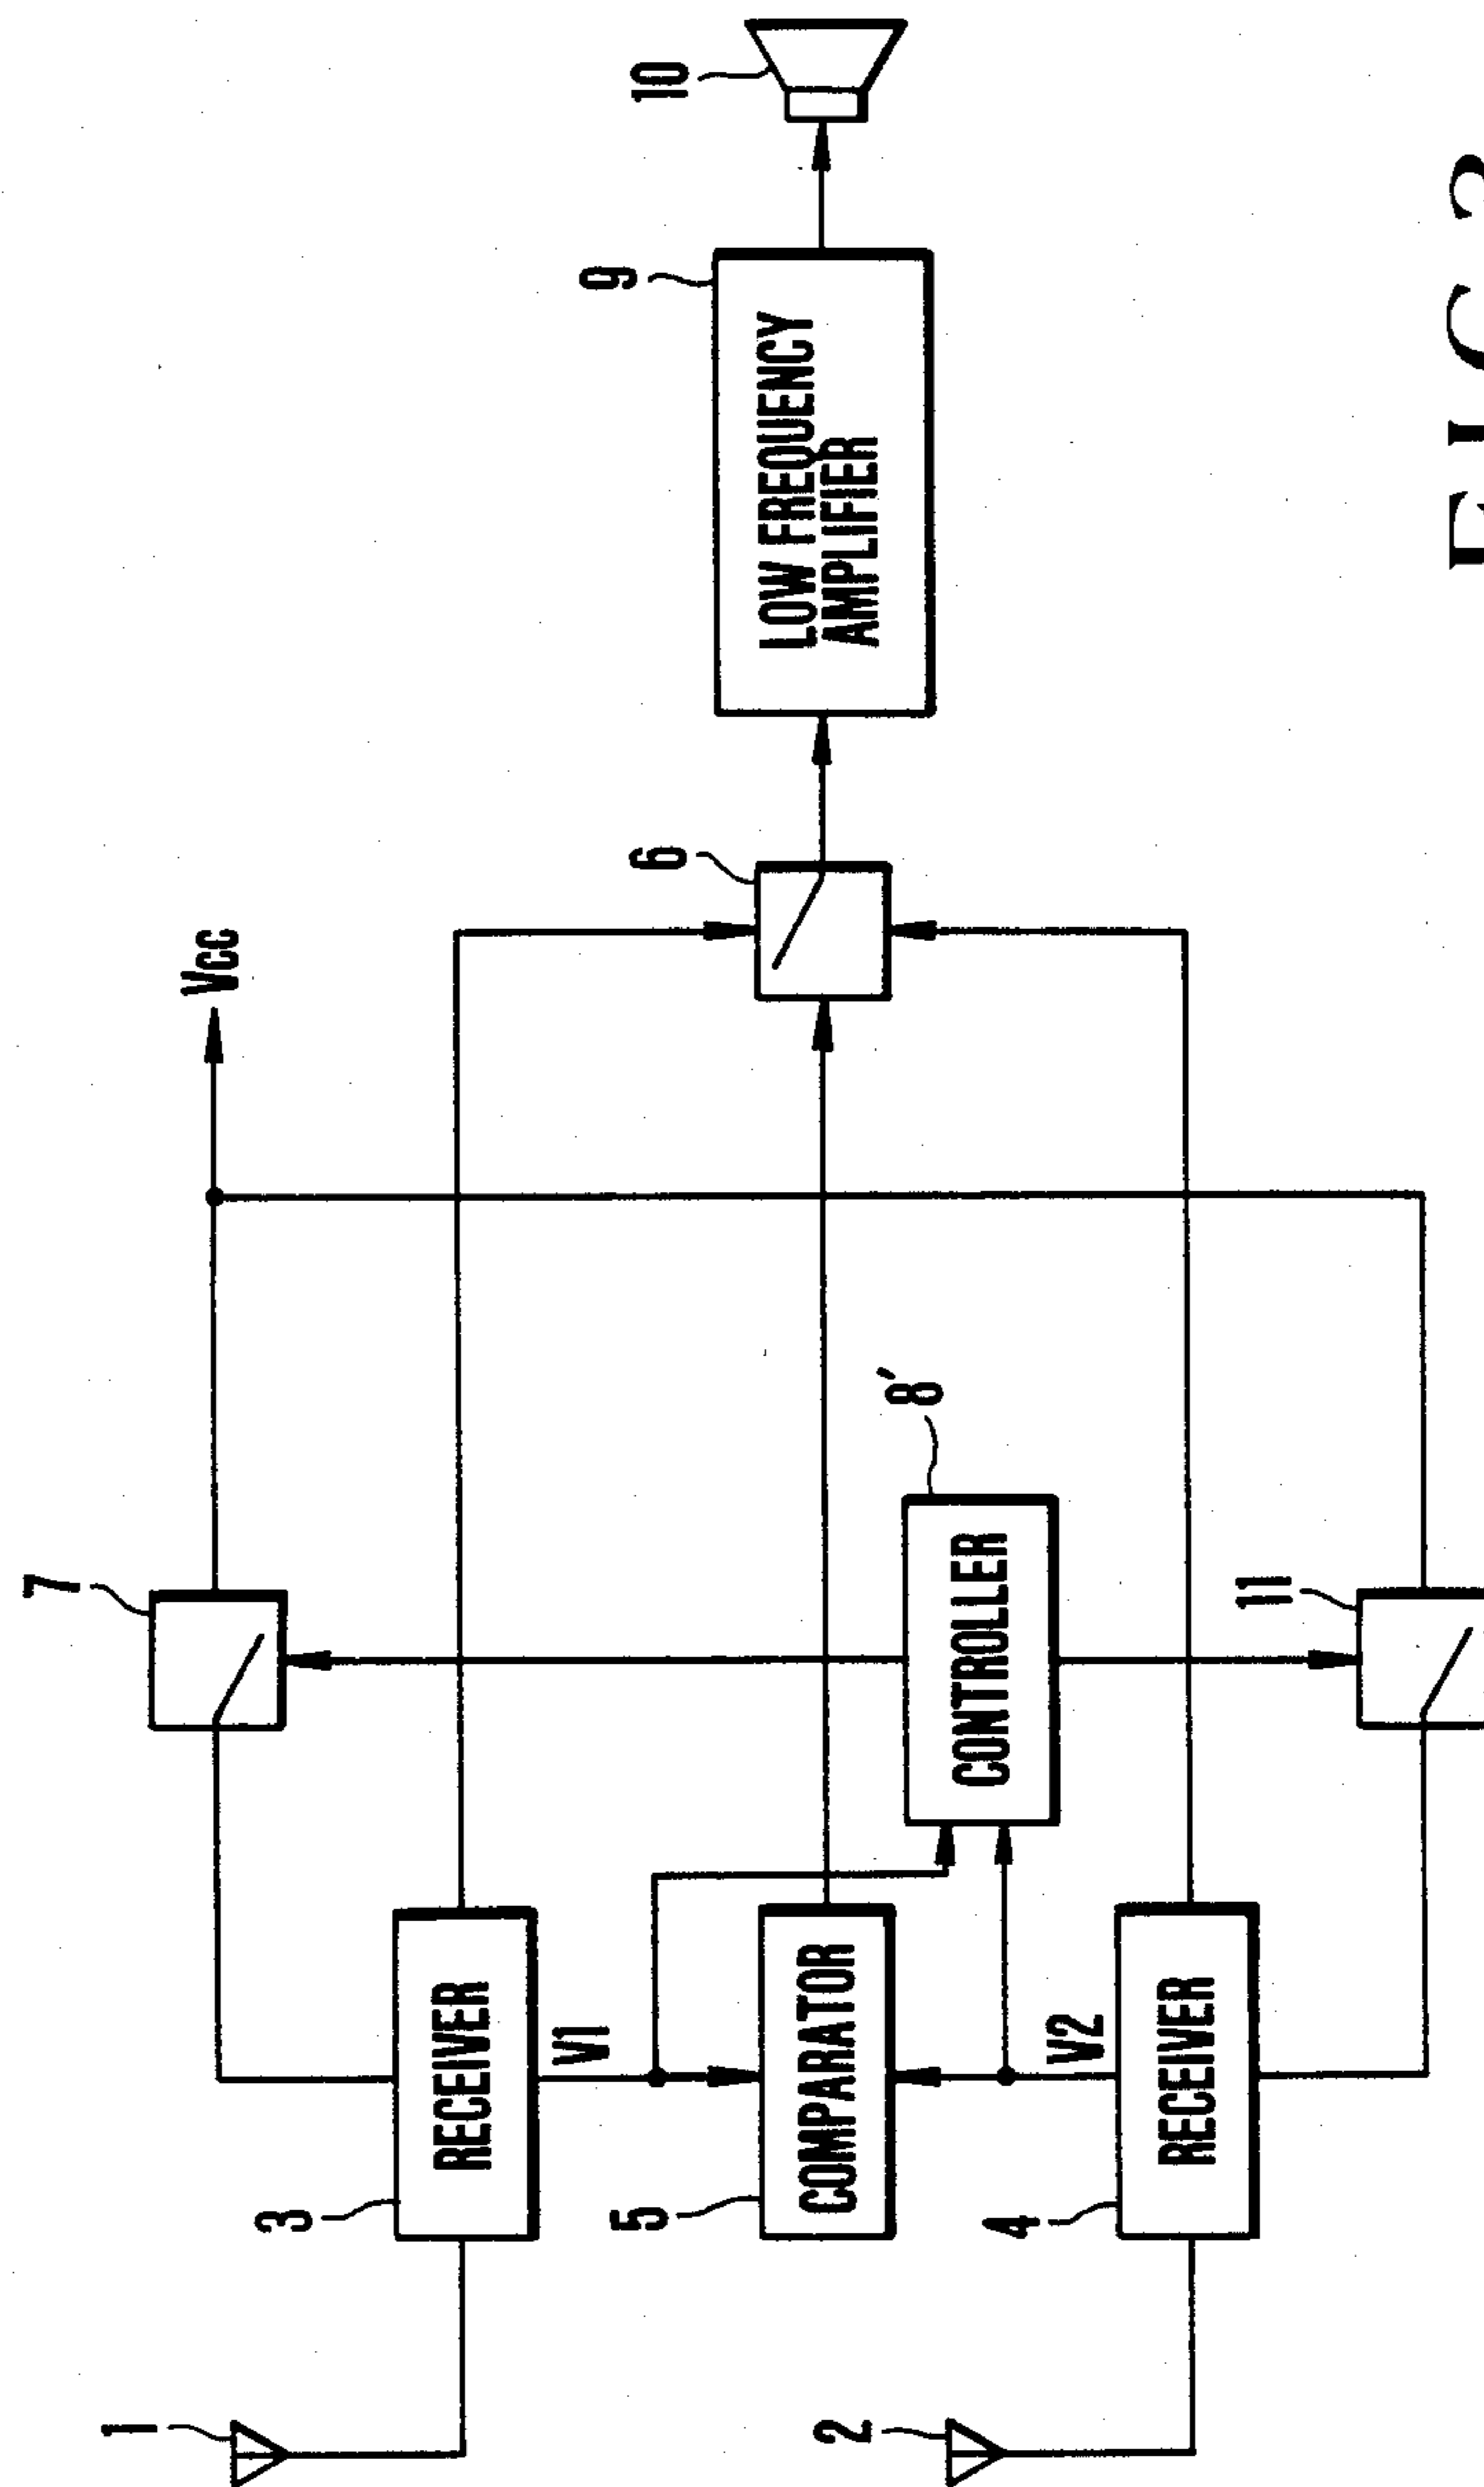 1
2
3
RECEIVER
V1
5
COMPARATOR
V2
4
RECEIVER
7
CONTROLLER
8'
11
Vcc
6
9
LOW FREQUENCY
AMPLIFIER
10